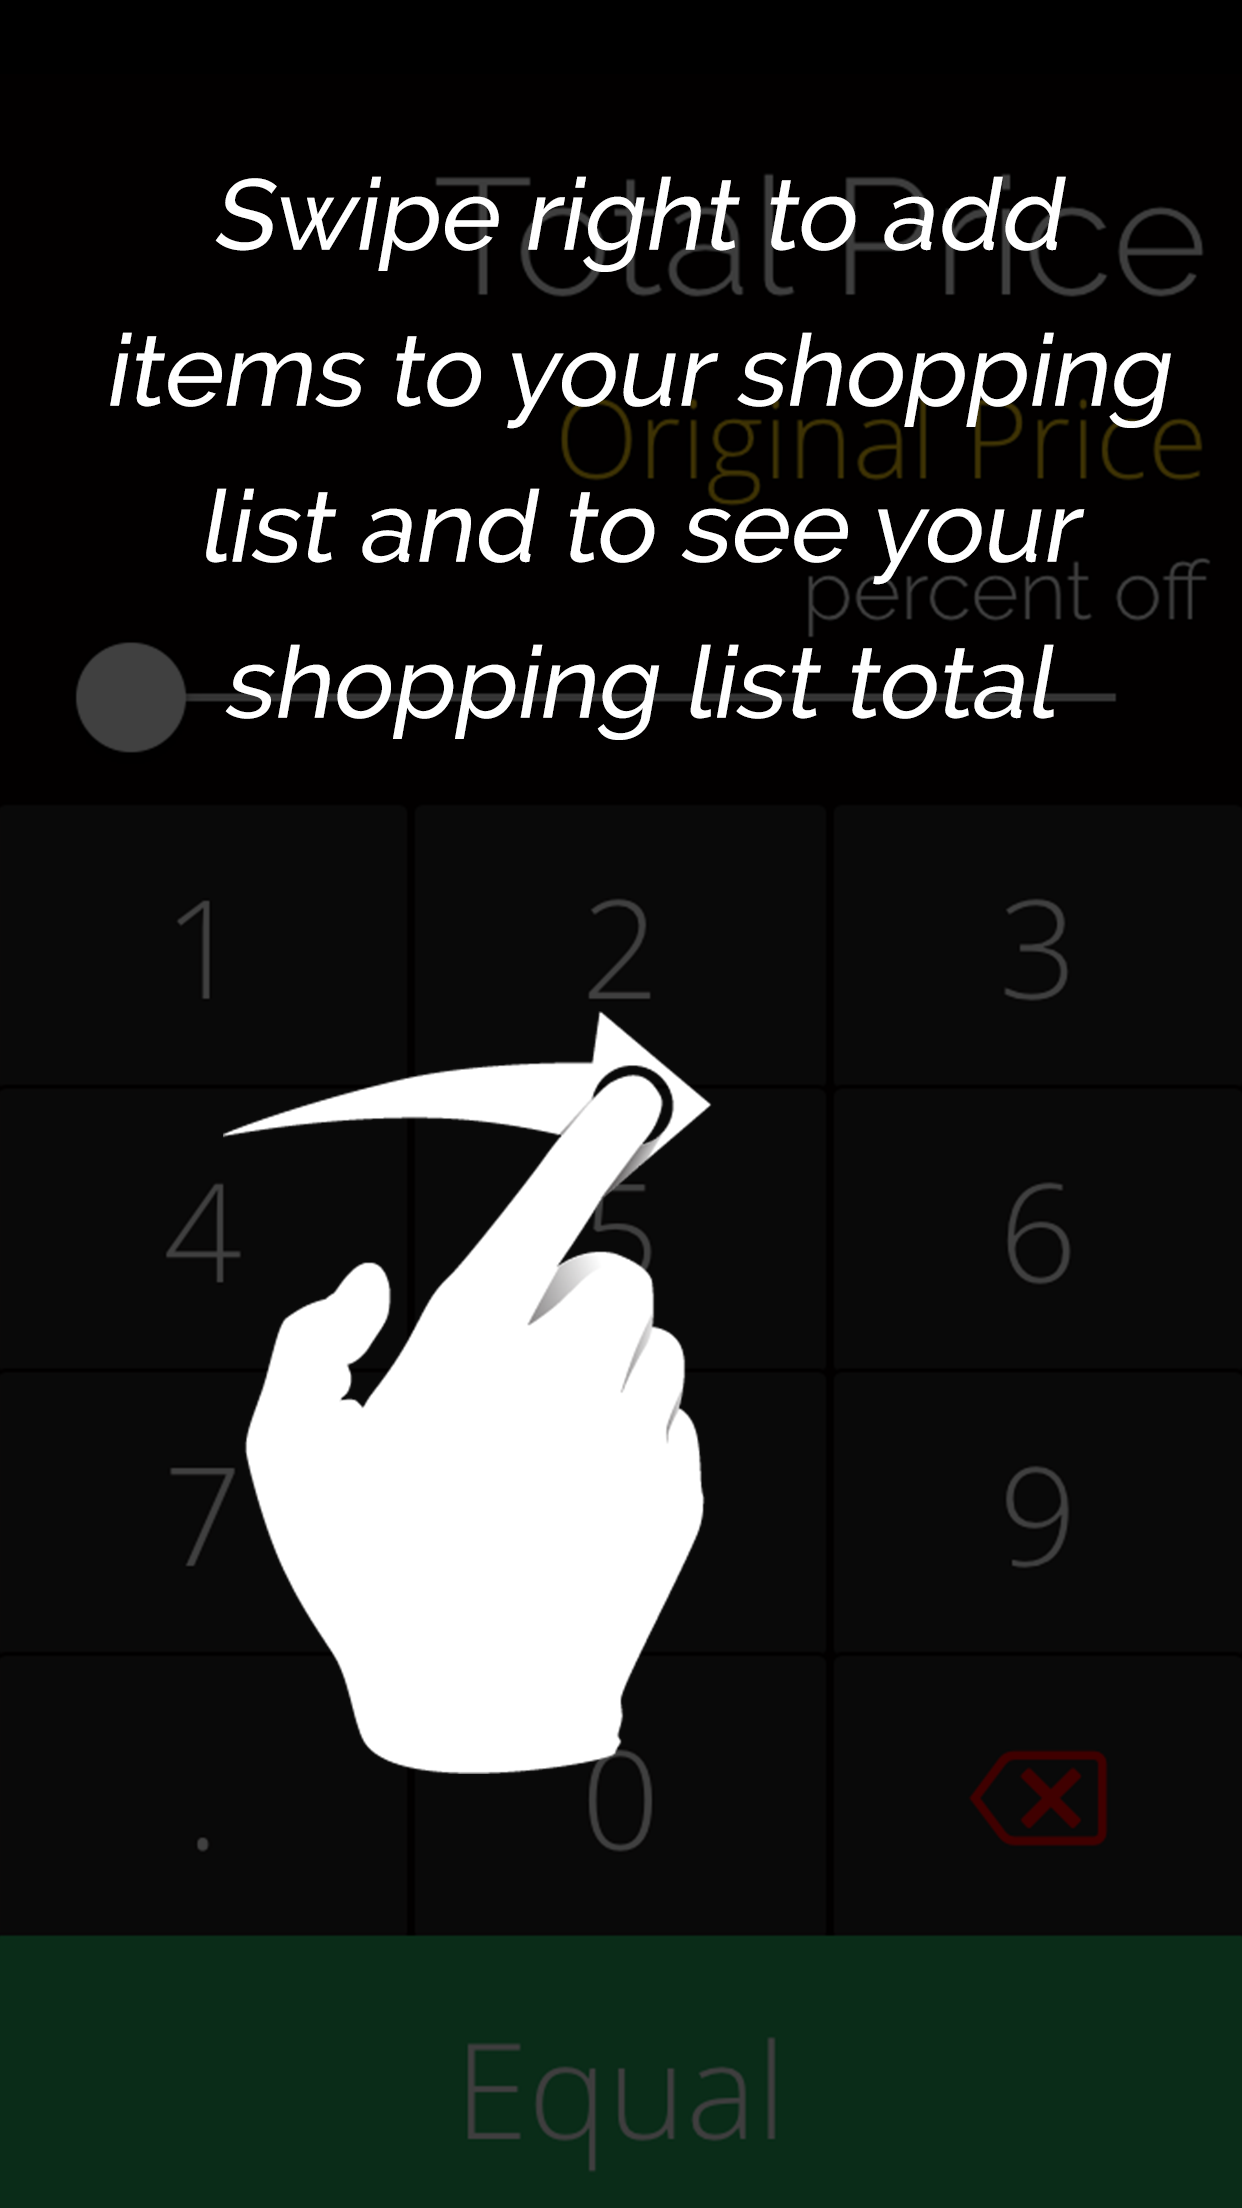 Swipe right to add
Total Price
items to your shopping
Original Price
list and to see your
percent off
shopping list total
1 2 3
4 5 6
7 9
. 0
Equal